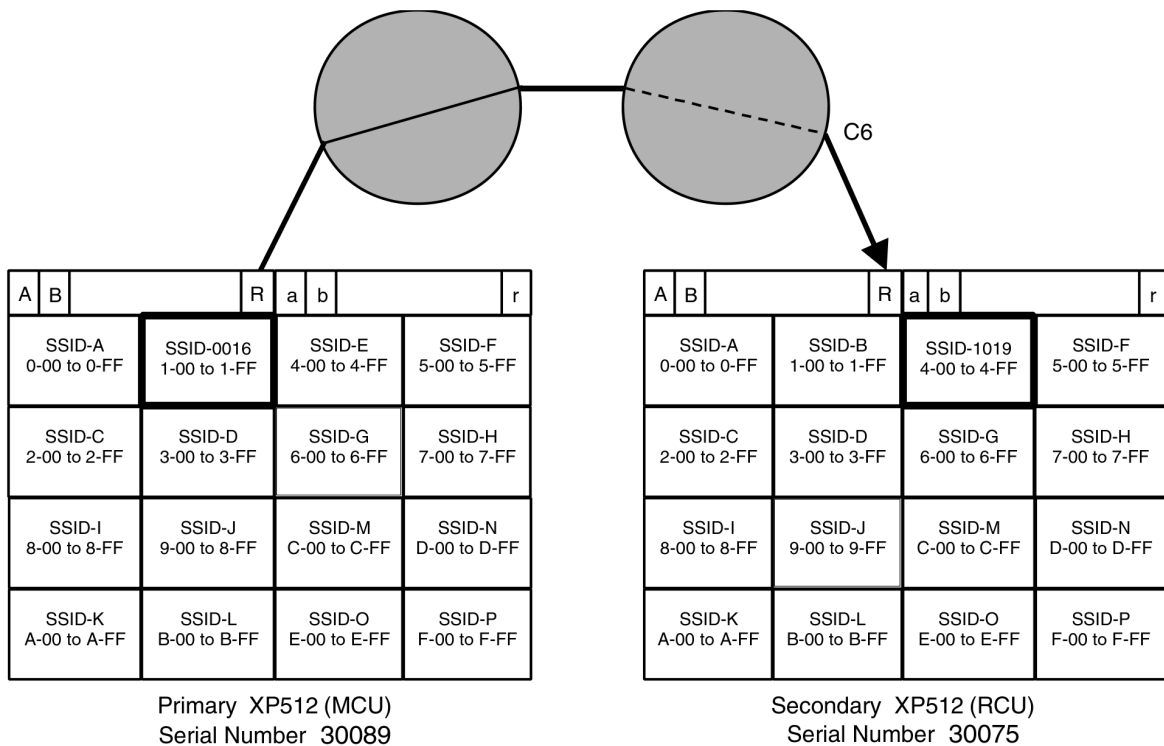 C6
A B R a b r
SSID-A SSID-0016 SSID-E SSID-F
0-00 to 0-FF 1-00 to 1-FF 4-00 to 4-FF 5-00 to 5-FF
SSID-C SSID-D SSID-G SSID-H
2-00 to 2-FF 3-00 to 3-FF 6-00 to 6-FF 7-00 to 7-FF
SSID-I SSID-J SSID-M SSID-N
8-00 to 8-FF 9-00 to 8-FF C-00 to C-FF D-00 to D-FF
SSID-K SSID-L SSID-O SSID-P
A-00 to A-FF B-00 to B-FF E-00 to E-FF F-00 to F-FF
Primary XP512 (MCU)
Serial Number 30089
A B R a b r
SSID-A SSID-B SSID-1019 SSID-F
0-00 to 0-FF 1-00 to 1-FF 4-00 to 4-FF 5-00 to 5-FF
SSID-C SSID-D SSID-G SSID-H
2-00 to 2-FF 3-00 to 3-FF 6-00 to 6-FF 7-00 to 7-FF
SSID-I SSID-J SSID-M SSID-N
8-00 to 8-FF 9-00 to 9-FF C-00 to C-FF D-00 to D-FF
SSID-K SSID-L SSID-O SSID-P
A-00 to A-FF B-00 to B-FF E-00 to E-FF F-00 to F-FF
Secondary XP512 (RCU)
Serial Number 30075